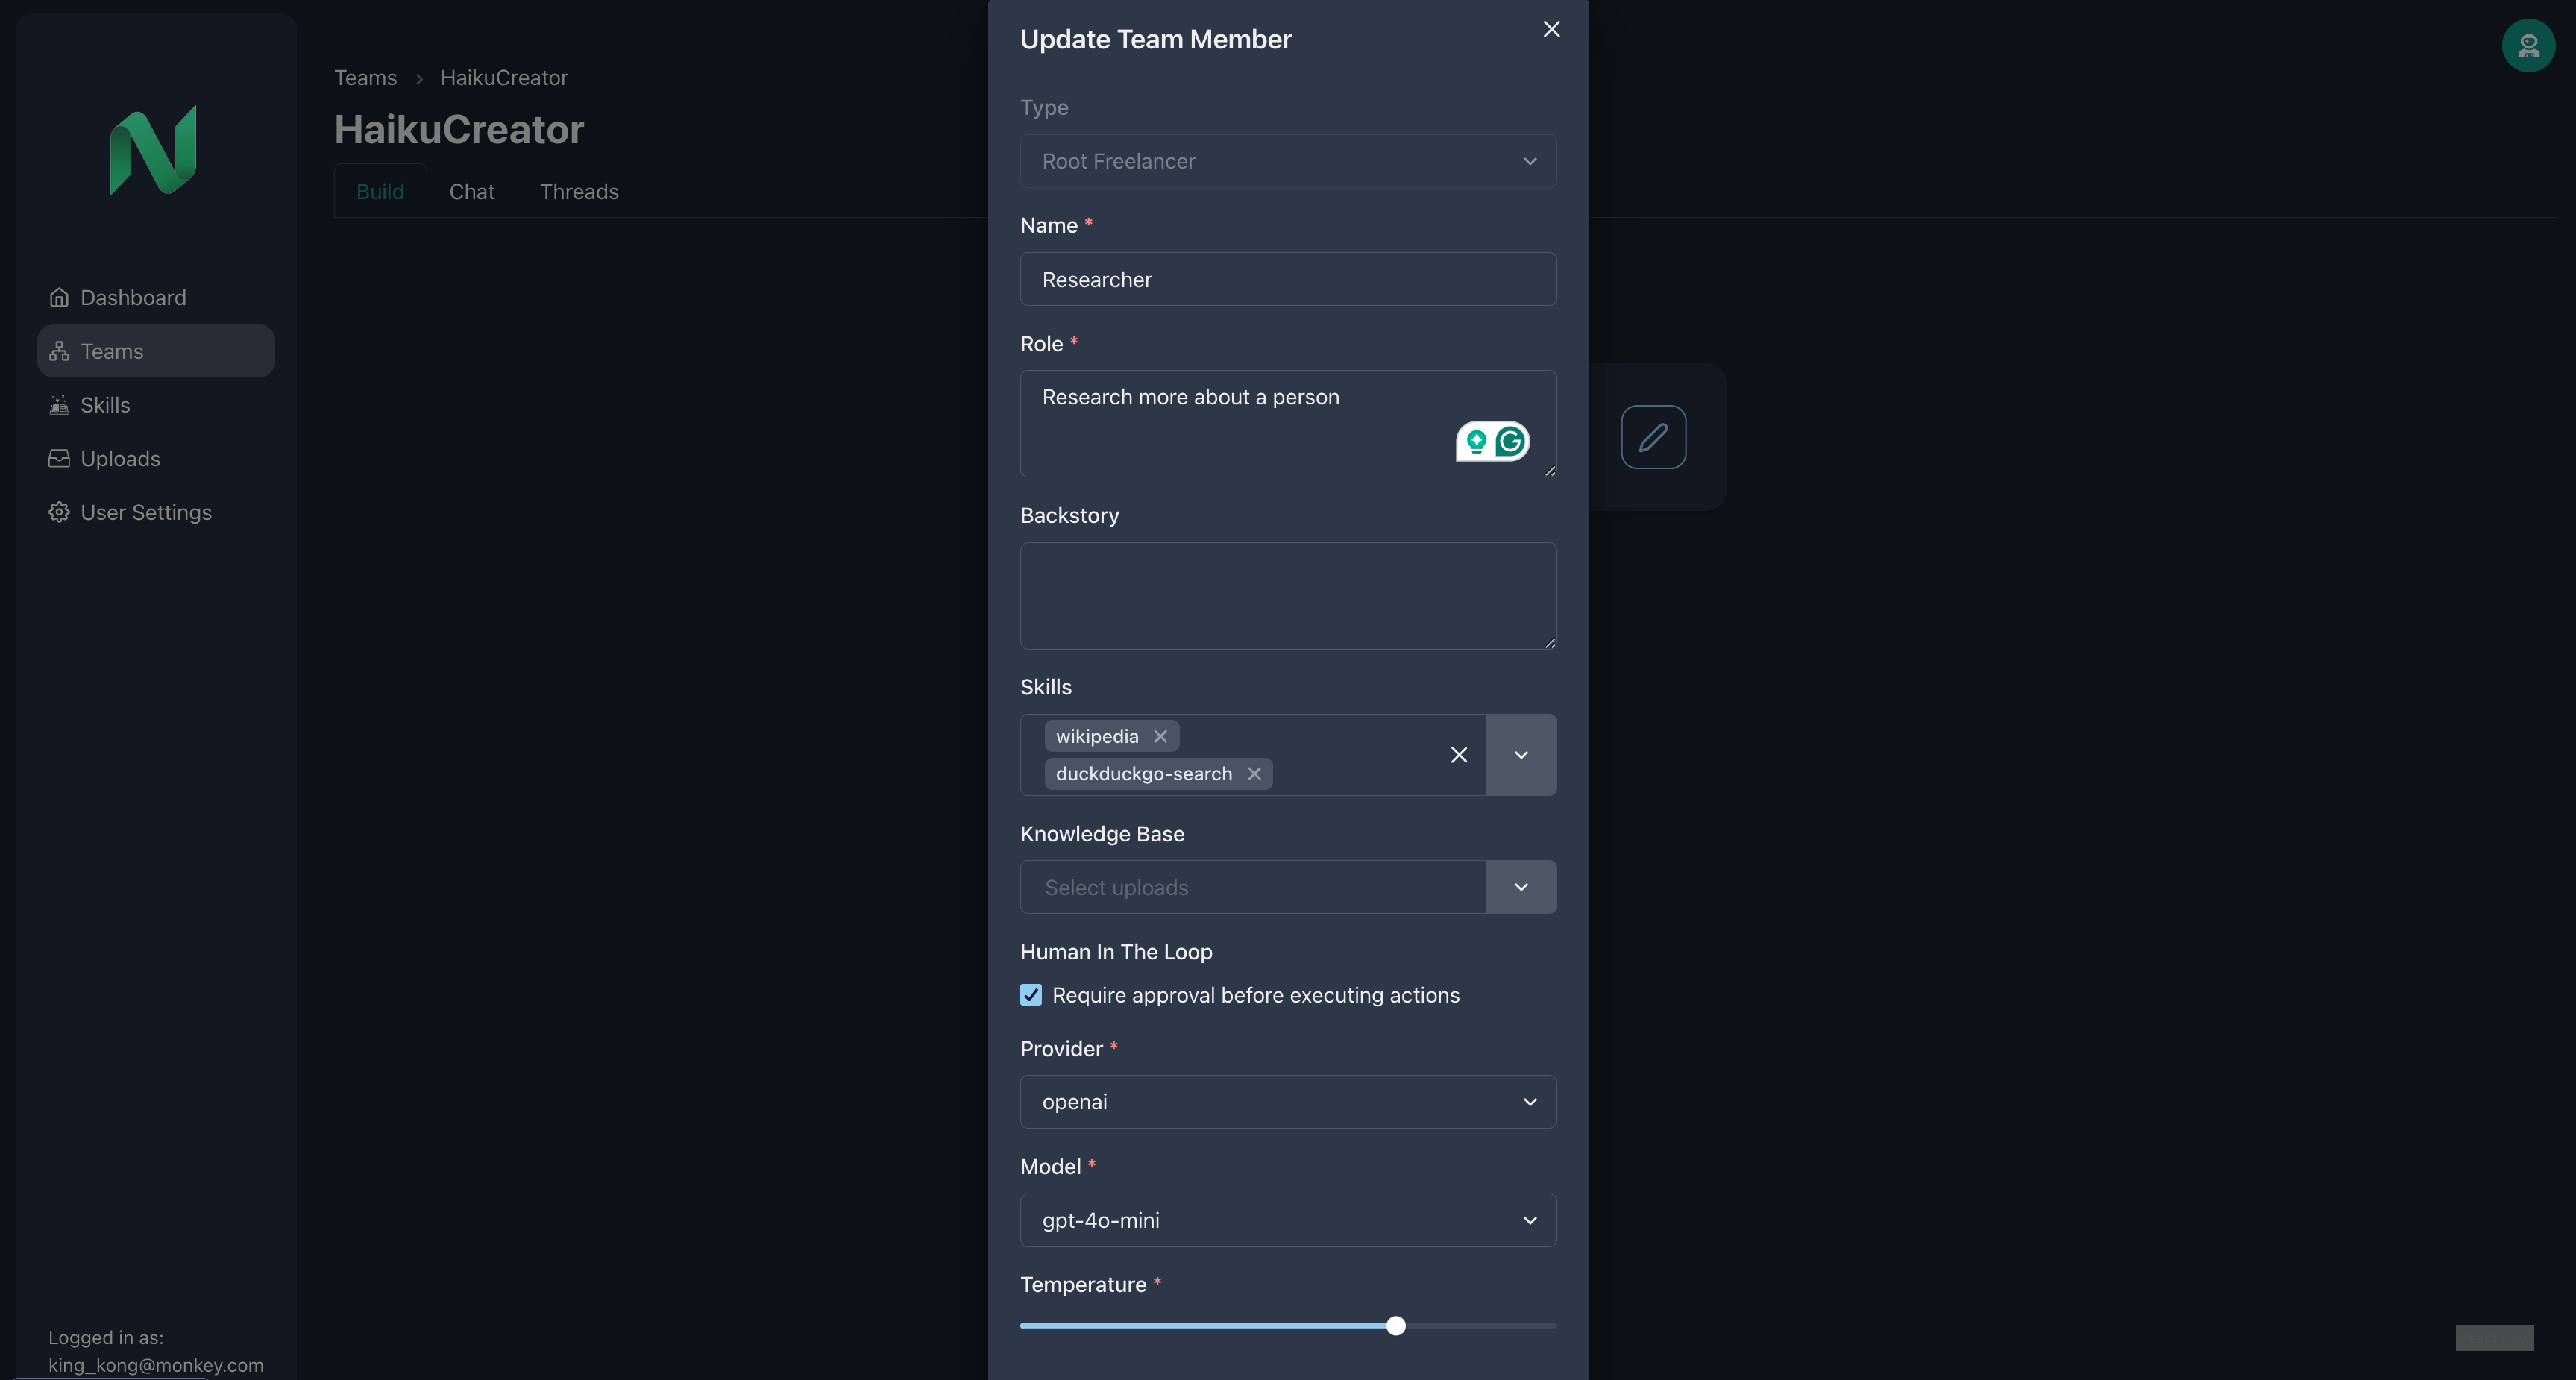 Update Team Member
Teams > HaikuCreator
HaikuCreator
Build Chat Threads
Dashboard
Teams
Skills
Uploads
User Settings
Logged in as:
king_kong@monkey.com
Type
Root Freelancer
Name *
Researcher
Role *
Research more about a person
Backstory
Skills
wikipedia
duckduckgo-search
Knowledge Base
Select uploads
Human In The Loop
Require approval before executing actions
Provider *
openai
Model *
gpt-4o-mini
Temperature *